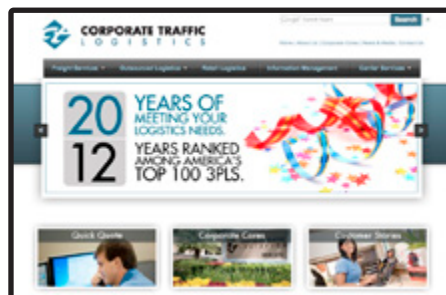 CORPORATE TRAFFIC
LOGISTICS
Search
Freight Services
Outsourced Logistics
Retail Logistics
Information Management
Carrier Services
20 YEARS OF
MEETING YOUR
LOGISTICS NEEDS.
12 YEARS RANKED
AMONG AMERICA'S
TOP 100 3PLS.
Quick Quote
Corporate Cares
Customer Stories